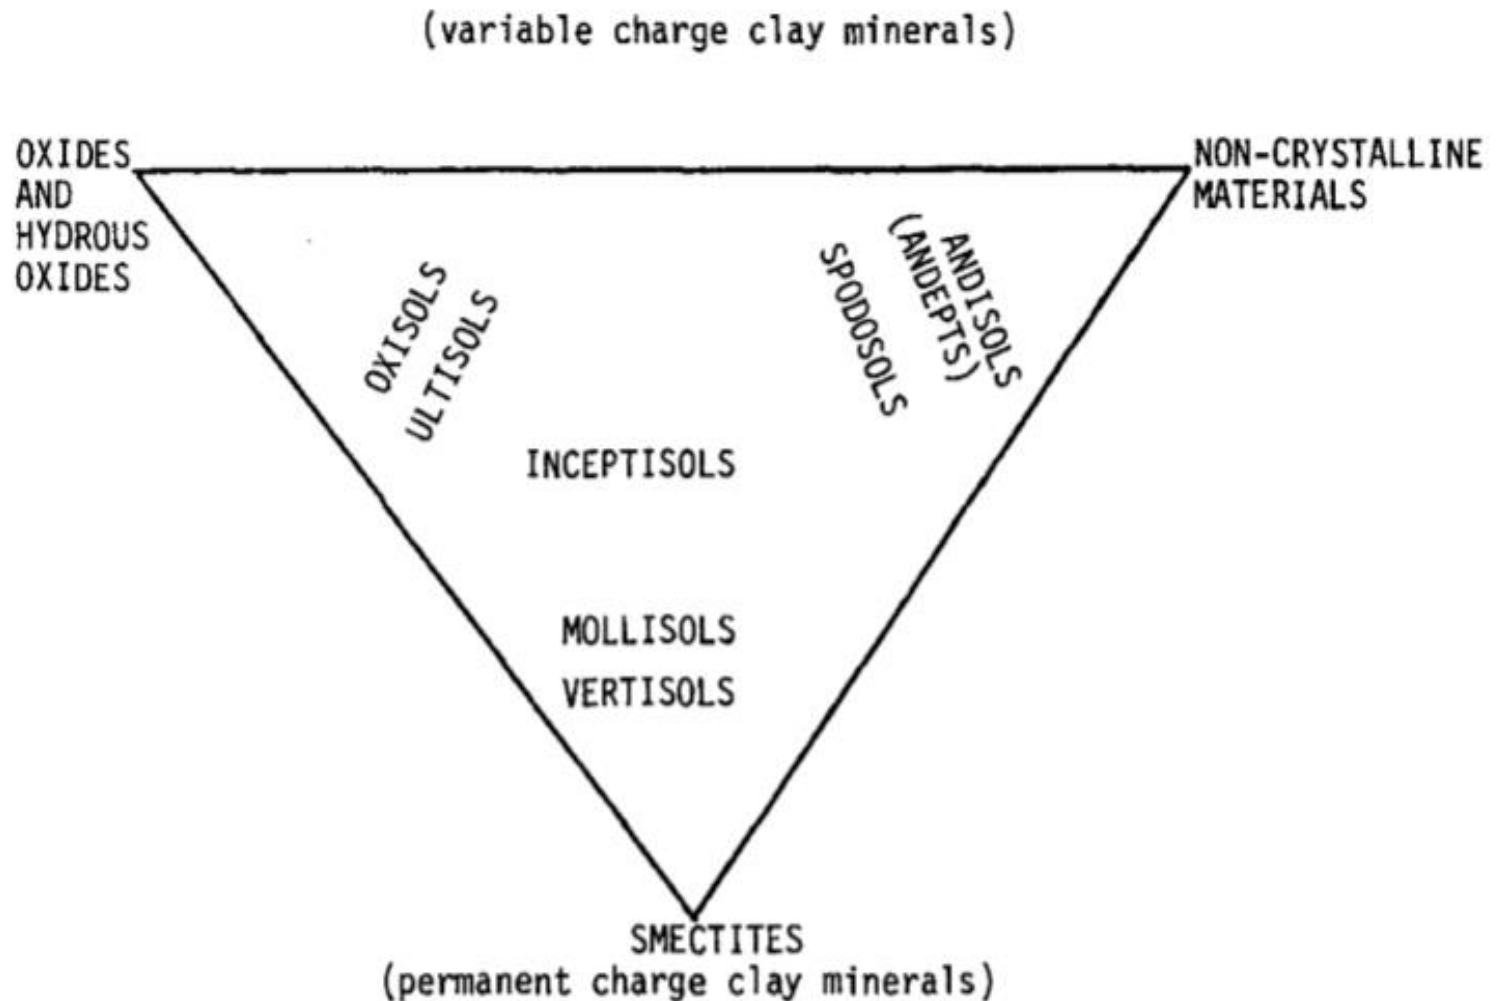 (variable charge clay minerals)
OXIDES
AND
HYDROUS
OXIDES
NON-CRYSTALLINE
MATERIALS
OXISOLS
ULTISOLS
SPODOSOLS
(ANDEPTS)
ANDISOLS
INCEPTISOLS
MOLLISOLS
VERTISOLS
SMECTITES
(permanent charge clay minerals)